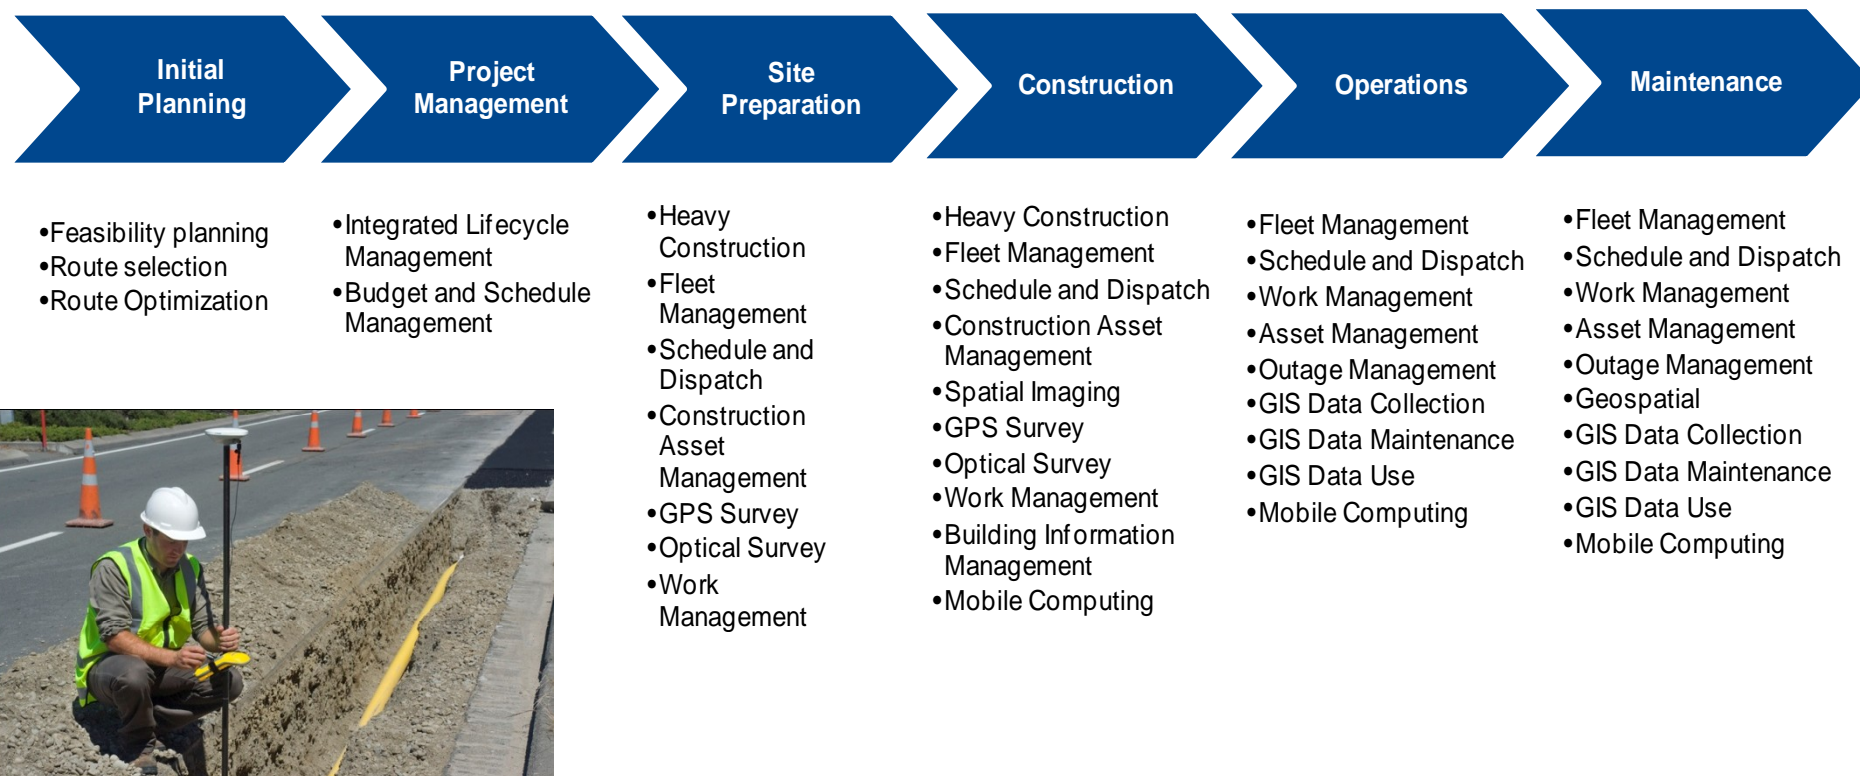 Initial
Planning
Project
Management
Site
Preparation
Construction
Operations
Maintenance
•Feasibility planning
•Route selection
•Route Optimization
•Integrated Lifecycle
Management
•Budget and Schedule
Management
•Heavy
Construction
•Fleet
Management
•Schedule and
Dispatch
•Construction
Asset
Management
•GPS Survey
•Optical Survey
•Work
Management
•Heavy Construction
•Fleet Management
•Schedule and Dispatch
•Construction Asset
Management
•Spatial Imaging
•GPS Survey
•Optical Survey
•Work Management
•Building Information
Management
•Mobile Computing
•Fleet Management
•Schedule and Dispatch
•Work Management
•Asset Management
•Outage Management
•GIS Data Collection
•GIS Data Maintenance
•GIS Data Use
•Mobile Computing
•Fleet Management
•Schedule and Dispatch
•Work Management
•Asset Management
•Outage Management
•Geospatial
•GIS Data Collection
•GIS Data Maintenance
•GIS Data Use
•Mobile Computing